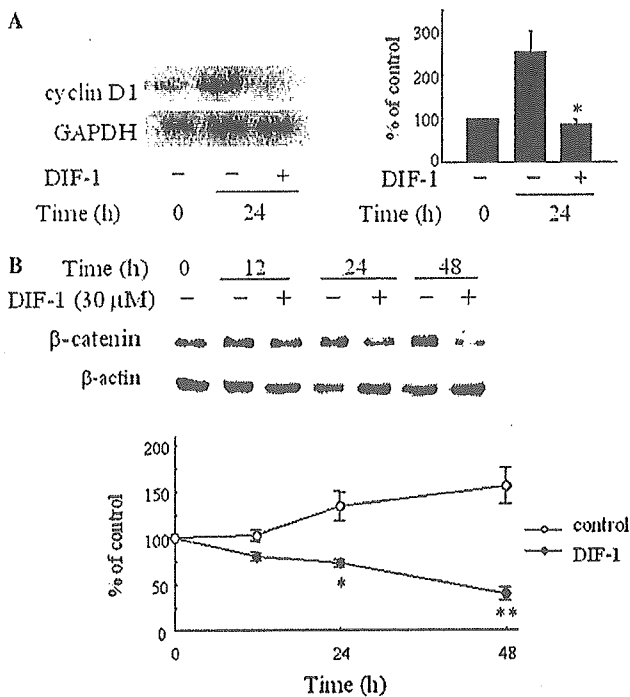 A
cyclin D1
GAPDH
DIF-1 − − +
Time (h) 0 24
% of control
300
200
100
0
*
DIF-1 − − +
Time (h) 0 24
B Time (h) 0 12 24 48
DIF-1 (30 μM) − − + − + − +
β-catenin
β-actin
% of control
200
150
100
50
0
*
**
control
DIF-1
0 24 48
Time (h)